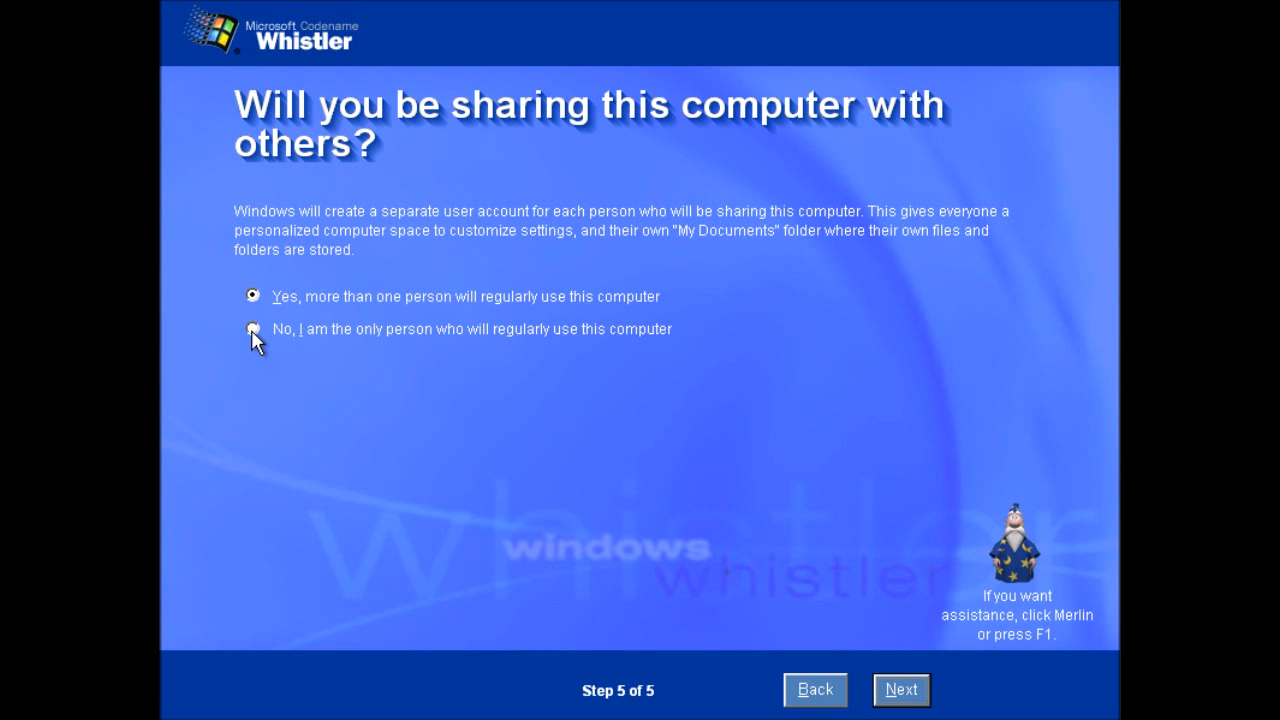 Microsoft Codename
Whistler
Will you be sharing this computer with
others?
Windows will create a separate user account for each person who will be sharing this computer. This gives everyone a
personalized computer space to customize settings, and their own "My Documents" folder where their own files and
folders are stored.
Yes, more than one person will regularly use this computer
No, I am the only person who will regularly use this computer
whistler
windows
whistler
If you want
assistance, click Merlin
or press F1.
Step 5 of 5
Back
Next